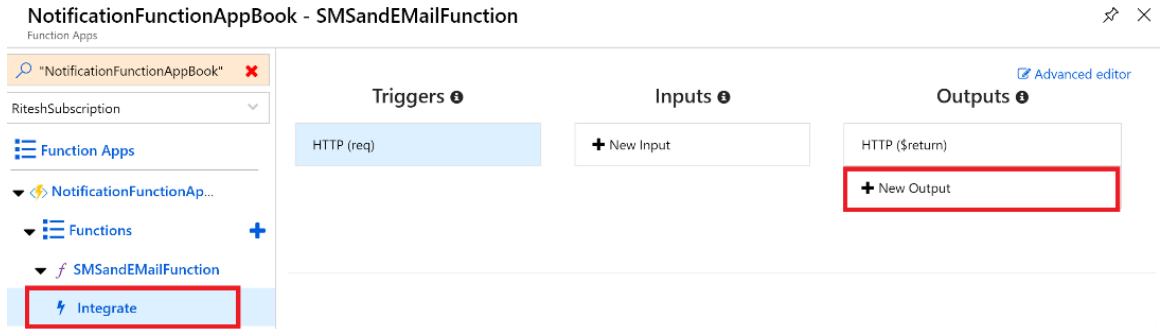 NotificationFunctionAppBook - SMSandEMailFunction
Function Apps
"NotificationFunctionAppBook"
RiteshSubscription
Function Apps
NotificationFunctionAp...
Functions
SMSandEMailFunction
Integrate
Advanced editor
Triggers
Inputs
Outputs
HTTP (req)
New Input
HTTP ($return)
New Output